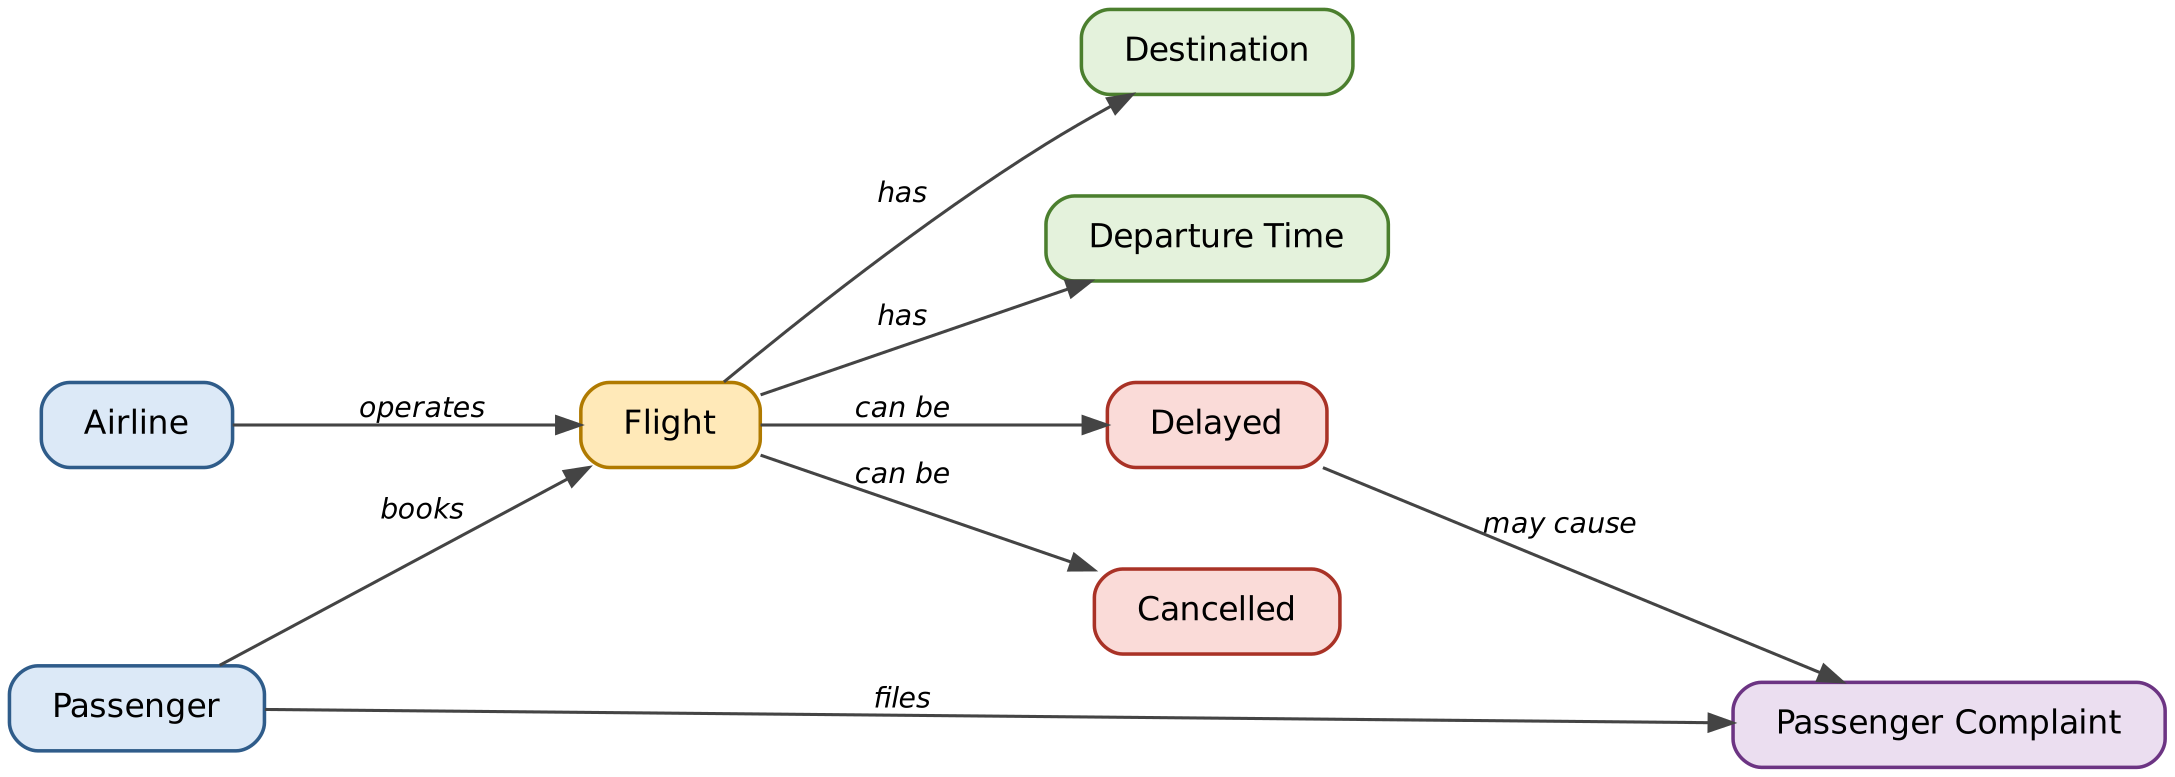 Destination
has
Departure Time
has
Airline
operates
Flight
can be
Delayed
can be
books
may cause
Cancelled
Passenger
files
Passenger Complaint